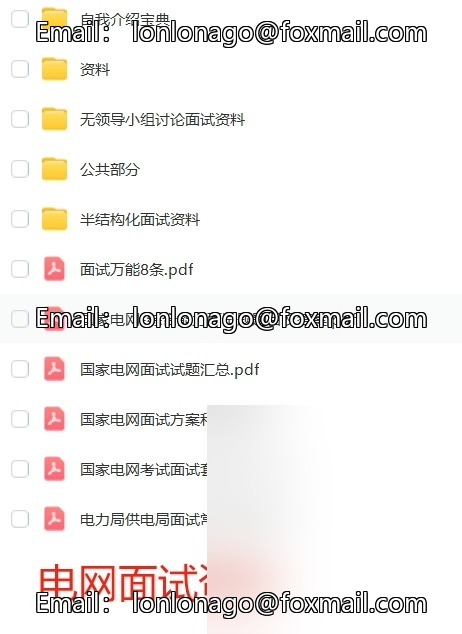 自我介绍宝典
Email： lonlonago@foxmail.com
资料
无领导小组讨论面试资料
公共部分
半结构化面试资料
面试万能8条.pdf
国家电网
Email： lonlonago@foxmail.com
国家电网面试试题汇总.pdf
国家电网面试方案
国家电网考试面试
电力局供电局面试
电网面试
Email： lonlonago@foxmail.com